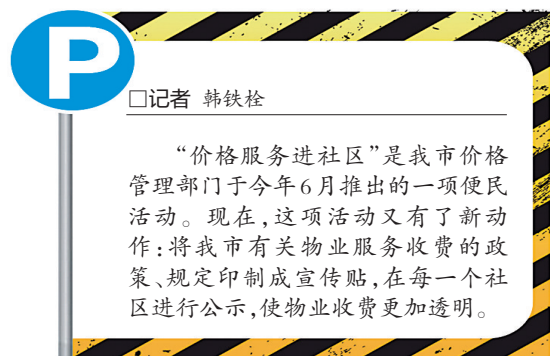 P
□记者 韩铁栓
“价格服务进社区”是我市价格
管理部门于今年6月推出的一项便民
活动。现在,这项活动又有了新动
作:将我市有关物业服务收费的政
策、规定印制成宣传贴,在每一个社
区进行公示,使物业收费更加透明。